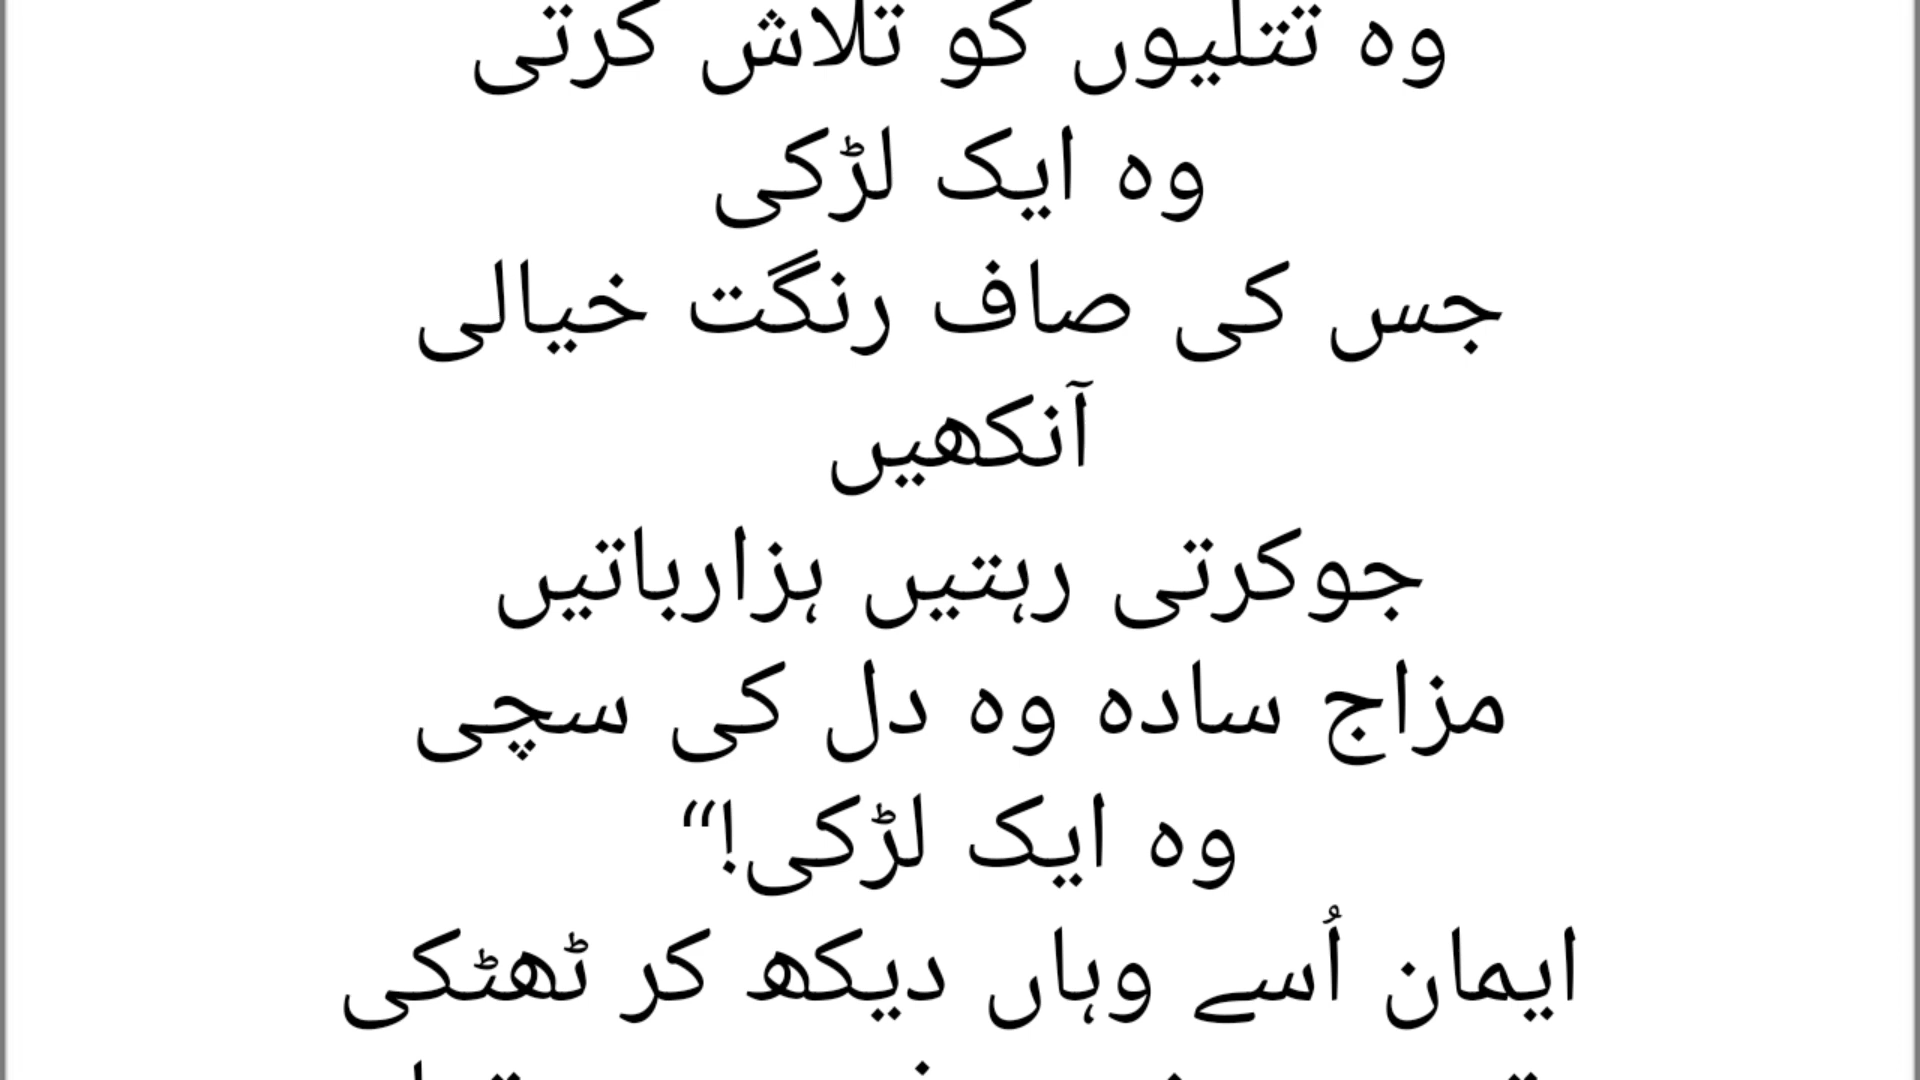 وہ تتلیوں کو تلاش کرتی
وہ ایک لڑکی
جس کی صاف رنگت خیالی
آنکھیں
جوکرتی رہتیں ہزارباتیں
مزاج سادہ وہ دل کی سچی
وہ ایک لڑکی!“
ایمان اُسے وہاں دیکھ کر ٹھٹکی